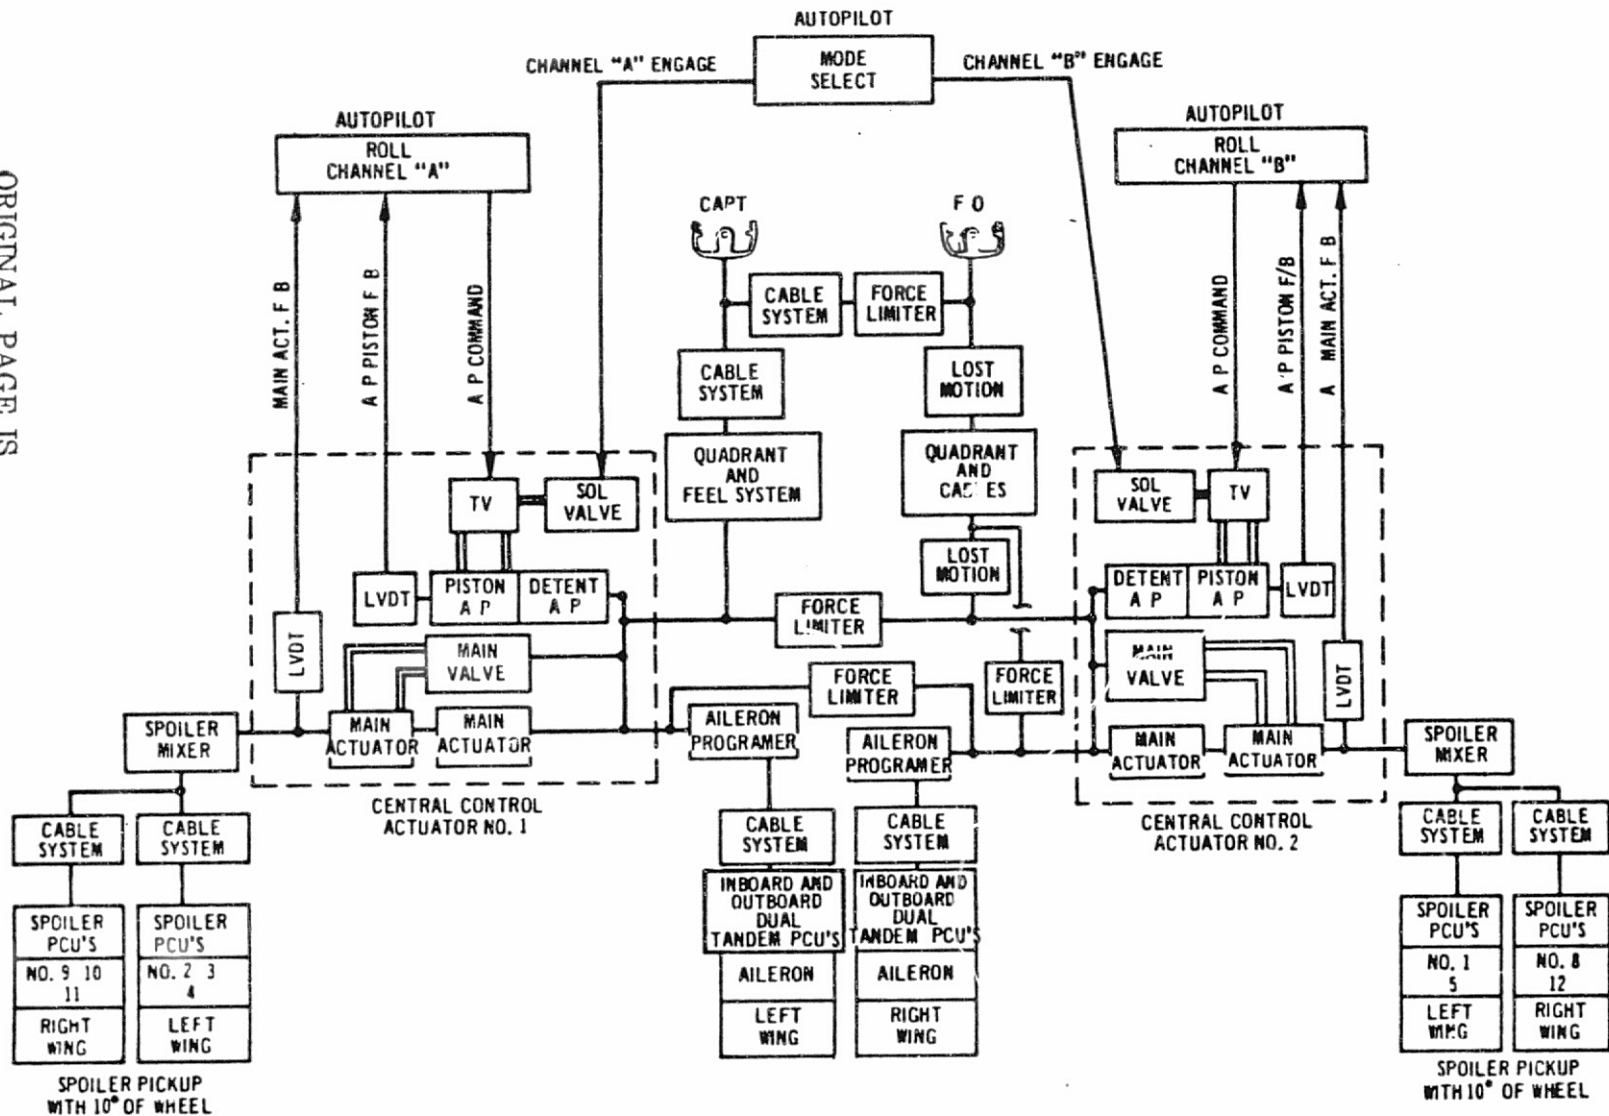 ORIGINAL PAGE IS
AUTOPILOT
MODE
SELECT
CHANNEL "A" ENGAGE
CHANNEL "B" ENGAGE
AUTOPILOT
ROLL
CHANNEL "A"
AUTOPILOT
ROLL
CHANNEL "B"
CAPT
F O
MAIN ACT. F B
A P PISTON F B
A P COMMAND
CABLE
SYSTEM
FORCE
LIMITER
A P COMMAND
A/P PISTON F/B
A MAIN ACT. F B
CABLE
SYSTEM
LOST
MOTION
QUADRANT
AND
FEEL SYSTEM
QUADRANT
AND
CABLES
TV
SOL
VALVE
SOL
VALVE
TV
LOST
MOTION
LVDT
PISTON
A P
DETENT
A P
DETENT
A P
PISTON
A P
LVDT
FORCE
LIMITER
LVDT
MAIN
VALVE
MAIN
VALVE
LVDT
FORCE
LIMITER
FORCE
LIMITER
SPOILER
MIXER
MAIN
ACTUATOR
MAIN
ACTUATOR
AILERON
PROGRAMER
AILERON
PROGRAMER
MAIN
ACTUATOR
MAIN
ACTUATOR
SPOILER
MIXER
CENTRAL CONTROL
ACTUATOR NO. 1
CENTRAL CONTROL
ACTUATOR NO. 2
CABLE
SYSTEM
CABLE
SYSTEM
CABLE
SYSTEM
CABLE
SYSTEM
CABLE
SYSTEM
CABLE
SYSTEM
SPOILER
PCU'S
NO. 9 10
11
RIGHT
WING
SPOILER
PCU'S
NO. 2 3
4
LEFT
WING
INBOARD AND
OUTBOARD
DUAL
TANDEM PCU'S
AILERON
LEFT
WING
INBOARD AND
OUTBOARD
DUAL
TANDEM PCU'S
AILERON
RIGHT
WING
SPOILER
PCU'S
NO. 1
5
LEFT
WING
SPOILER
PCU'S
NO. 8
12
RIGHT
WING
SPOILER PICKUP
WITH 10° OF WHEEL
SPOILER PICKUP
WITH 10° OF WHEEL